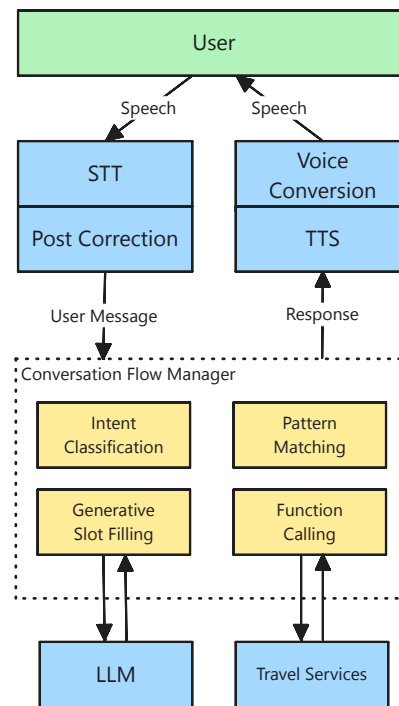 User
Speech
Speech
STT
Voice
Conversion
Post Correction
TTS
User Message
Response
Conversation Flow Manager
Intent
Classification
Pattern
Matching
Generative
Slot Filling
Function
Calling
LLM
Travel Services